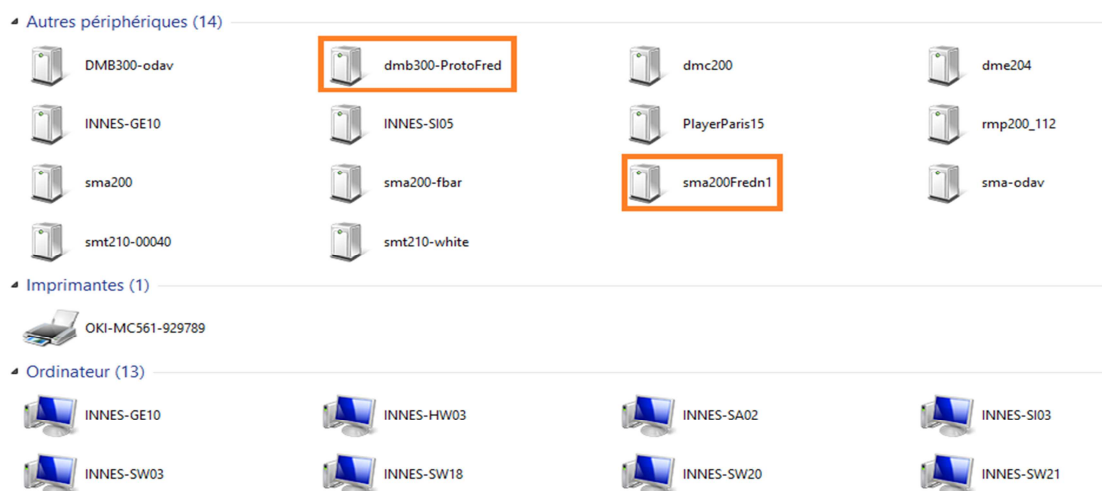 Autres périphériques (14)
DMB300-odav dmb300-ProtoFred dmc200 dme204
INNES-GE10 INNES-SI05 PlayerParis15 rmp200_112
sma200 sma200-fbar sma200Fredn1 sma-odav
smt210-00040 smt210-white
Imprimantes (1)
OKI-MC561-929789
Ordinateur (13)
INNES-GE10 INNES-HW03 INNES-SA02 INNES-SI03
INNES-SW03 INNES-SW18 INNES-SW20 INNES-SW21